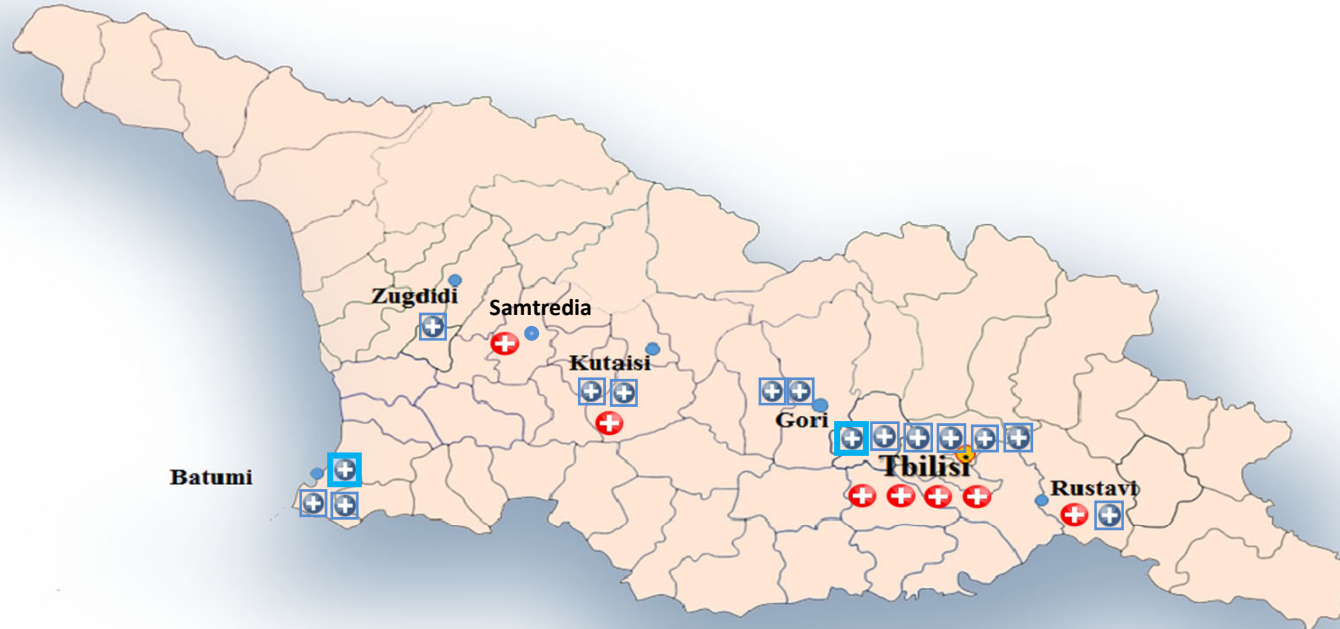 Zugdidi
Samtredia
Kutaisi
Gori
Tbilisi
Batumi
Rustavi